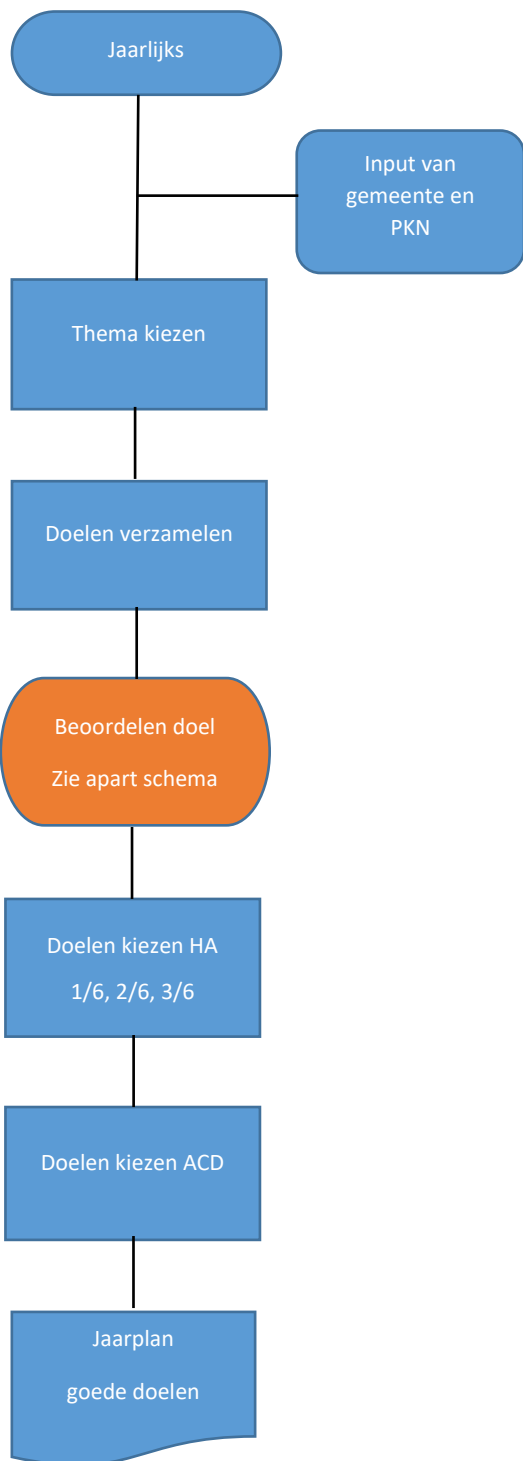 Jaarlijks
Input van
gemeente en
PKN
Thema kiezen
Doelen verzamelen
Beoordelen doel
Zie apart schema
Doelen kiezen HA
1/6, 2/6, 3/6
Doelen kiezen ACD
Jaarplan
goede doelen